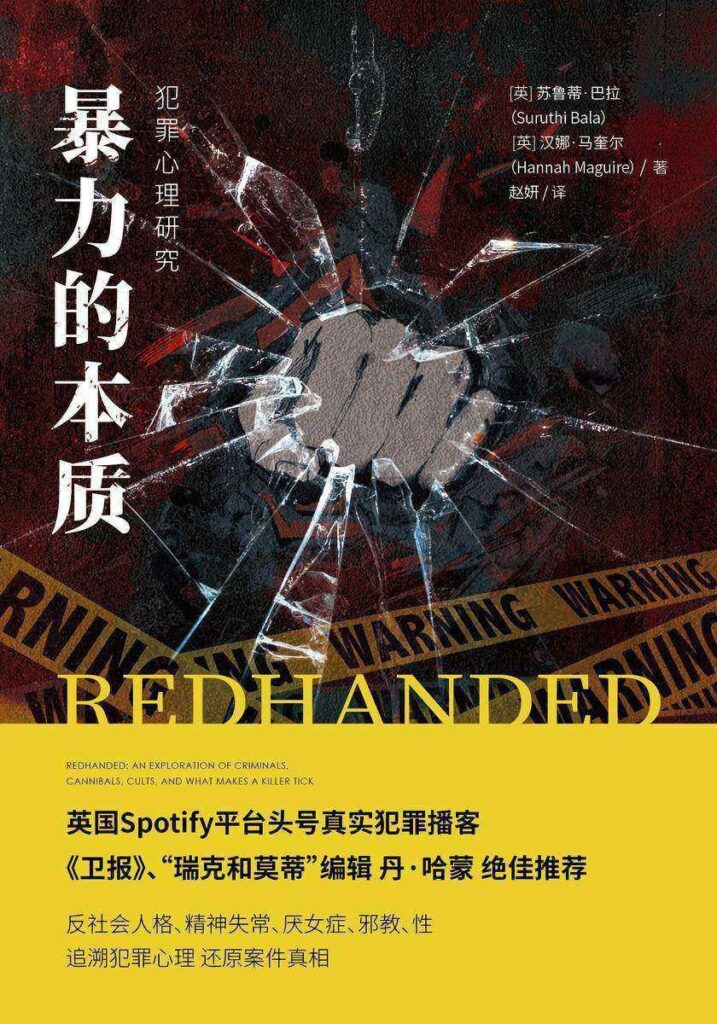 暴力的本质
犯罪心理研究
[英] 苏鲁蒂·巴拉
（Suruthi Bala）
[英] 汉娜·马奎尔
（Hannah Maguire）/ 著
赵妍 / 译
RNING
WARNING
WARNING
NING
WARNING
REDHANDED
REDHANDED: AN EXPLORATION OF CRIMINALS,
CANNIBALS, CULTS, AND WHAT MAKES A KILLER TICK
英国Spotify平台头号真实犯罪播客
《卫报》、“瑞克和莫蒂”编辑 丹·哈蒙 绝佳推荐
反社会人格、精神失常、厌女症、邪教、性
追溯犯罪心理 还原案件真相